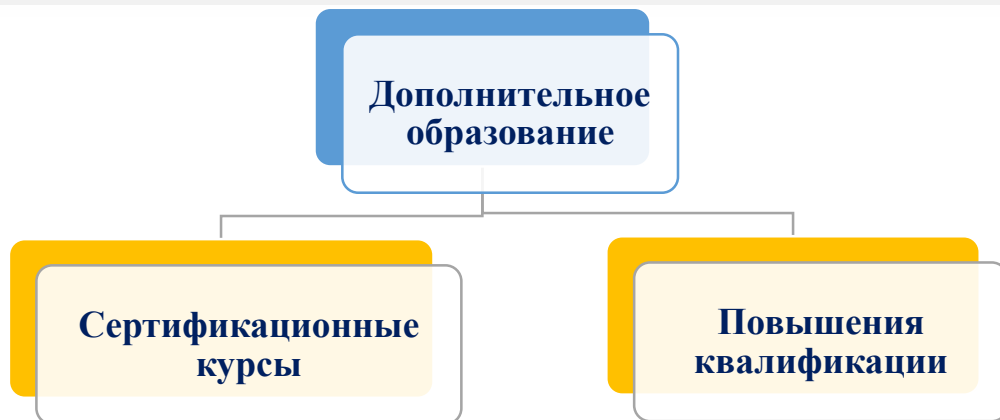 Дополнительное
образование
Сертификационные
курсы
Повышения
квалификации